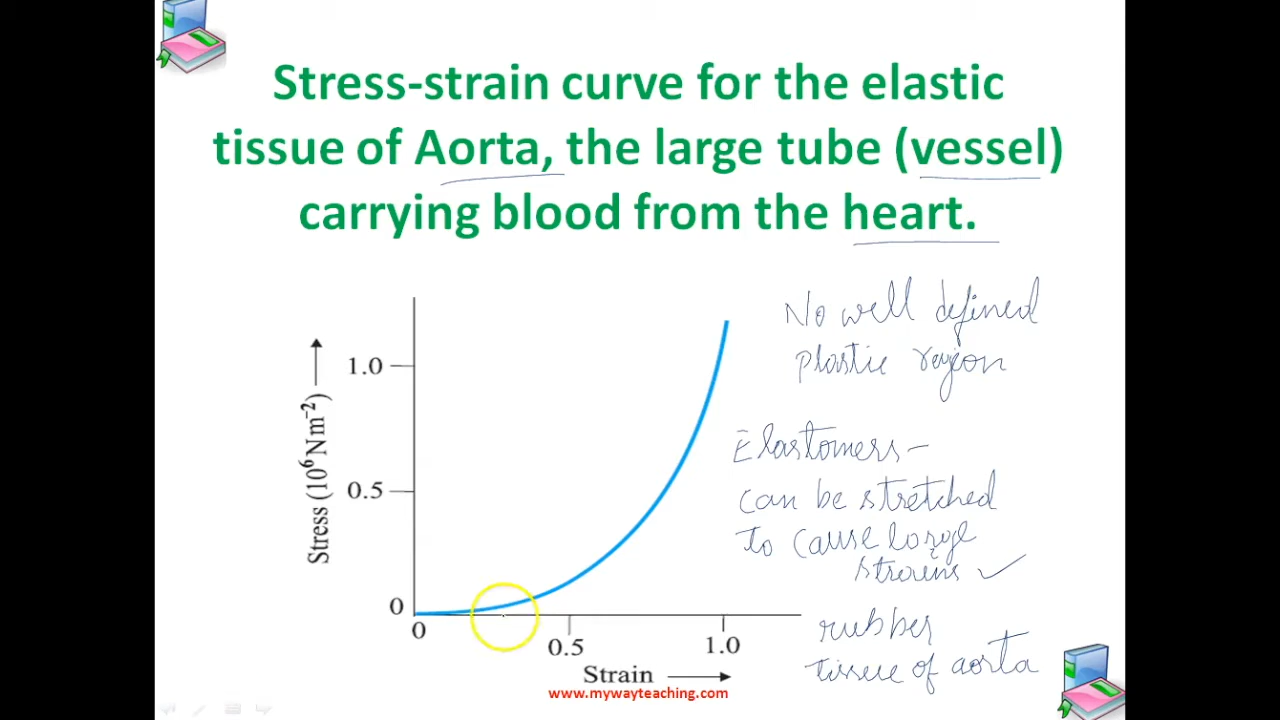 Stress-strain curve for the elastic
tissue of Aorta, the large tube (vessel)
carrying blood from the heart.
No well defined
plastic region
Elastomers-
can be stretched
to cause large
strains ✓
rubber
tissue of aorta
Stress (10⁶ N m⁻²)
1.0
0.5
0
0
0.5
1.0
Strain
www.mywayteaching.com